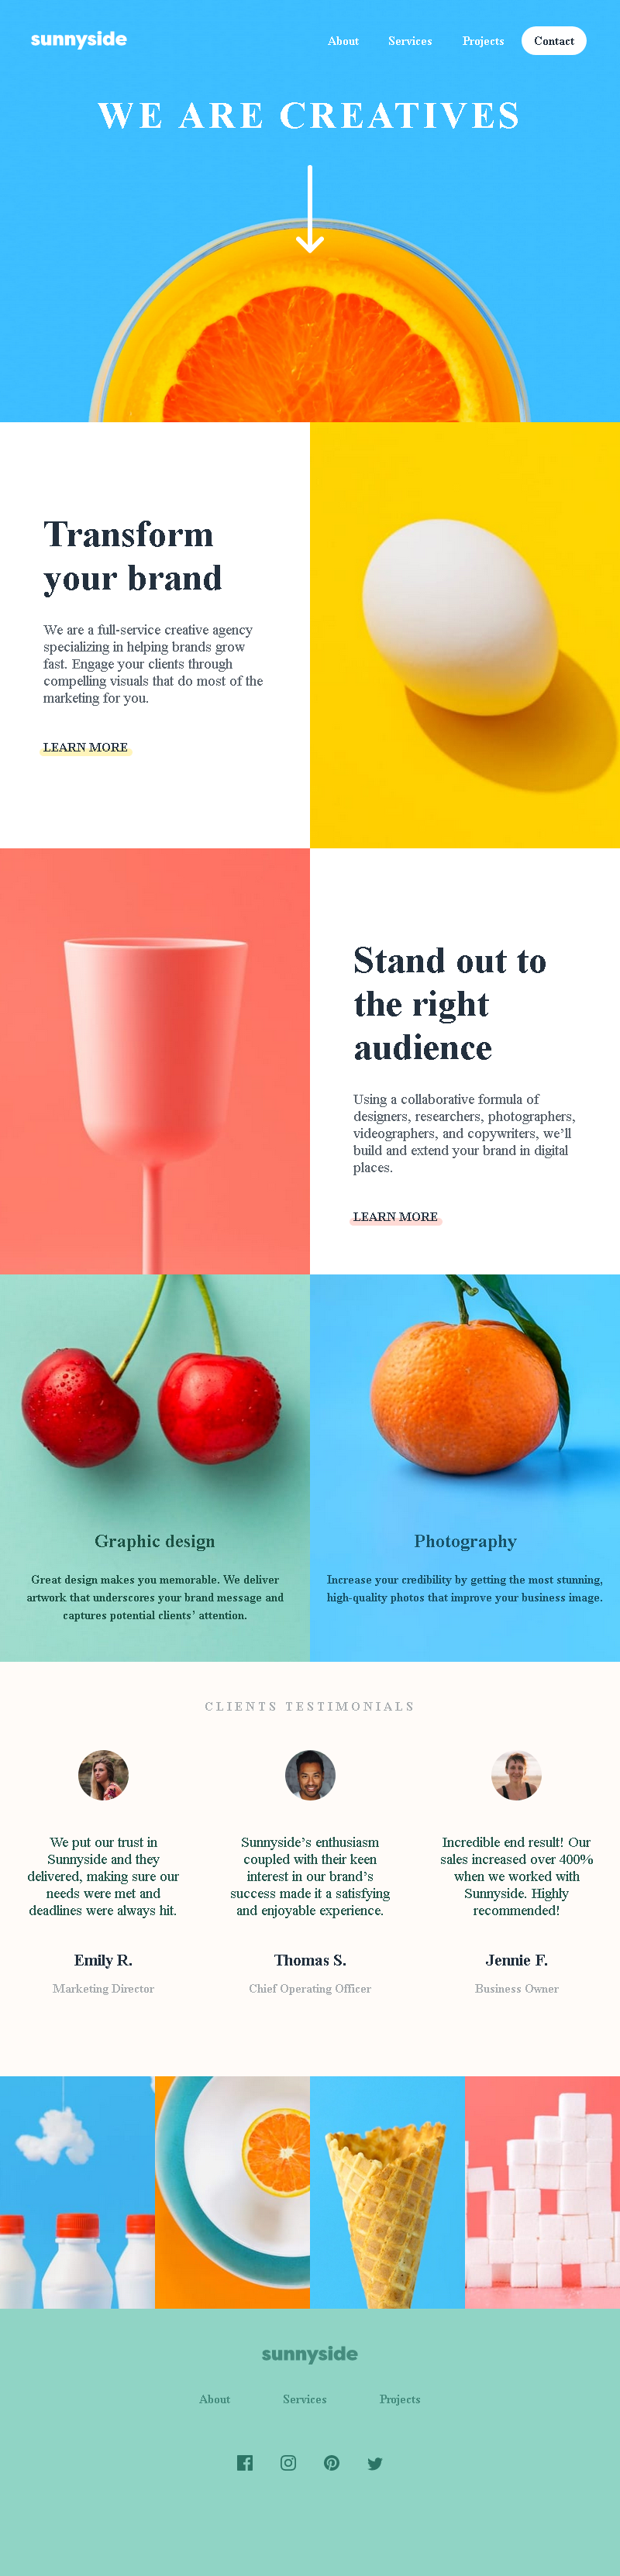 sunnyside
About Services Projects Contact
WE ARE CREATIVES
Transform
your brand
We are a full-service creative agency
specializing in helping brands grow
fast. Engage your clients through
compelling visuals that do most of the
marketing for you.
LEARN MORE
Stand out to
the right
audience
Using a collaborative formula of
designers, researchers, photographers,
videographers, and copywriters, we’ll
build and extend your brand in digital
places.
LEARN MORE
Graphic design
Great design makes you memorable. We deliver
artwork that underscores your brand message and
captures potential clients’ attention.
Photography
Increase your credibility by getting the most stunning,
high-quality photos that improve your business image.
CLIENTS TESTIMONIALS
We put our trust in
Sunnyside and they
delivered, making sure our
needs were met and
deadlines were always hit.
Emily R.
Marketing Director
Sunnyside’s enthusiasm
coupled with their keen
interest in our brand’s
success made it a satisfying
and enjoyable experience.
Thomas S.
Chief Operating Officer
Incredible end result! Our
sales increased over 400%
when we worked with
Sunnyside. Highly
recommended!
Jennie F.
Business Owner
sunnyside
About Services Projects